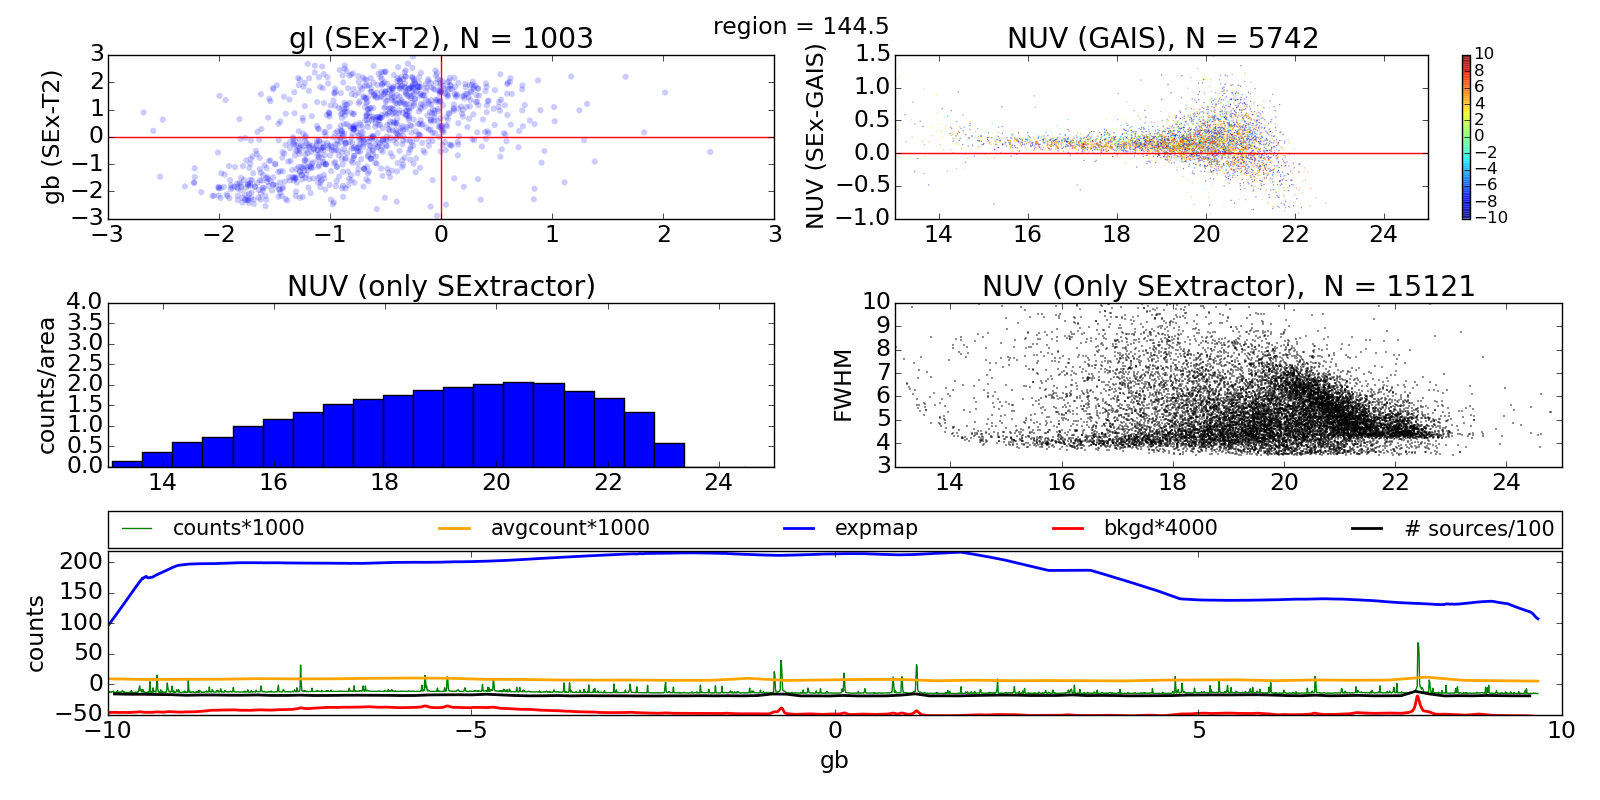 region = 144.5
gl (SEx-T2), N = 1003
gb (SEx-T2)
3
2
1
0
−1
−2
−3
−3 −2 −1 0 1 2 3
NUV (GAIS), N = 5742
NUV (SEx-GAIS)
1.5
1.0
0.5
0.0
−0.5
−1.0
14 16 18 20 22 24
10
8
6
4
2
0
−2
−4
−6
−8
−10
NUV (only SExtractor)
counts/area
4.0
3.5
3.0
2.5
2.0
1.5
1.0
0.5
0.0
14 16 18 20 22 24
NUV (Only SExtractor), N = 15121
FWHM
10
9
8
7
6
5
4
3
14 16 18 20 22 24
counts*1000 avgcount*1000 expmap bkgd*4000 # sources/100
counts
200
150
100
50
0
−50
−10 −5 0 5 10
gb